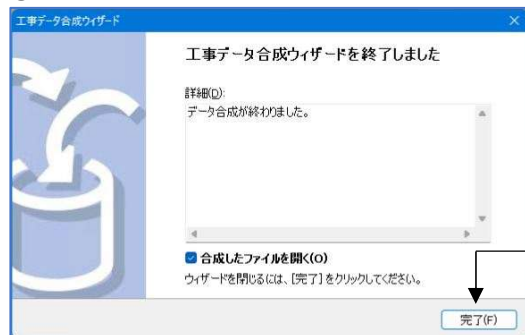 工事データ合成ウィザード
工事データ合成ウィザードを終了しました
詳細(D):
データ合成が終わりました。
合成したファイルを開く(O)
ウィザードを閉じるには、[完了]をクリックしてください。
完了(F)